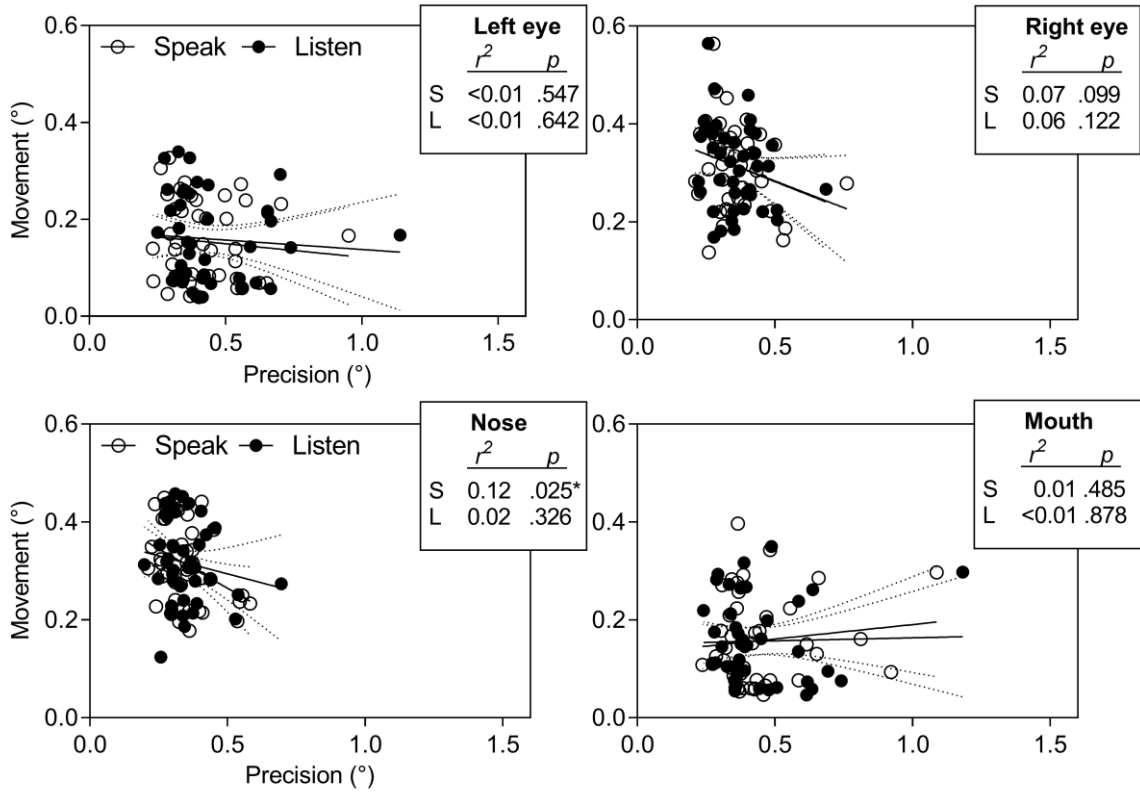 Left eye
r² p
S <0.01 .547
L <0.01 .642
Speak Listen
0.6
0.4
0.2
0.0
Movement (°)
0.0 0.5 1.0 1.5
Precision (°)
Right eye
r² p
S 0.07 .099
L 0.06 .122
0.6
0.4
0.2
0.0
0.0 0.5 1.0 1.5
Nose
r² p
S 0.12 .025*
L 0.02 .326
Speak Listen
0.6
0.4
0.2
0.0
Movement (°)
0.0 0.5 1.0 1.5
Precision (°)
Mouth
r² p
S 0.01 .485
L <0.01 .878
0.6
0.4
0.2
0.0
0.0 0.5 1.0 1.5